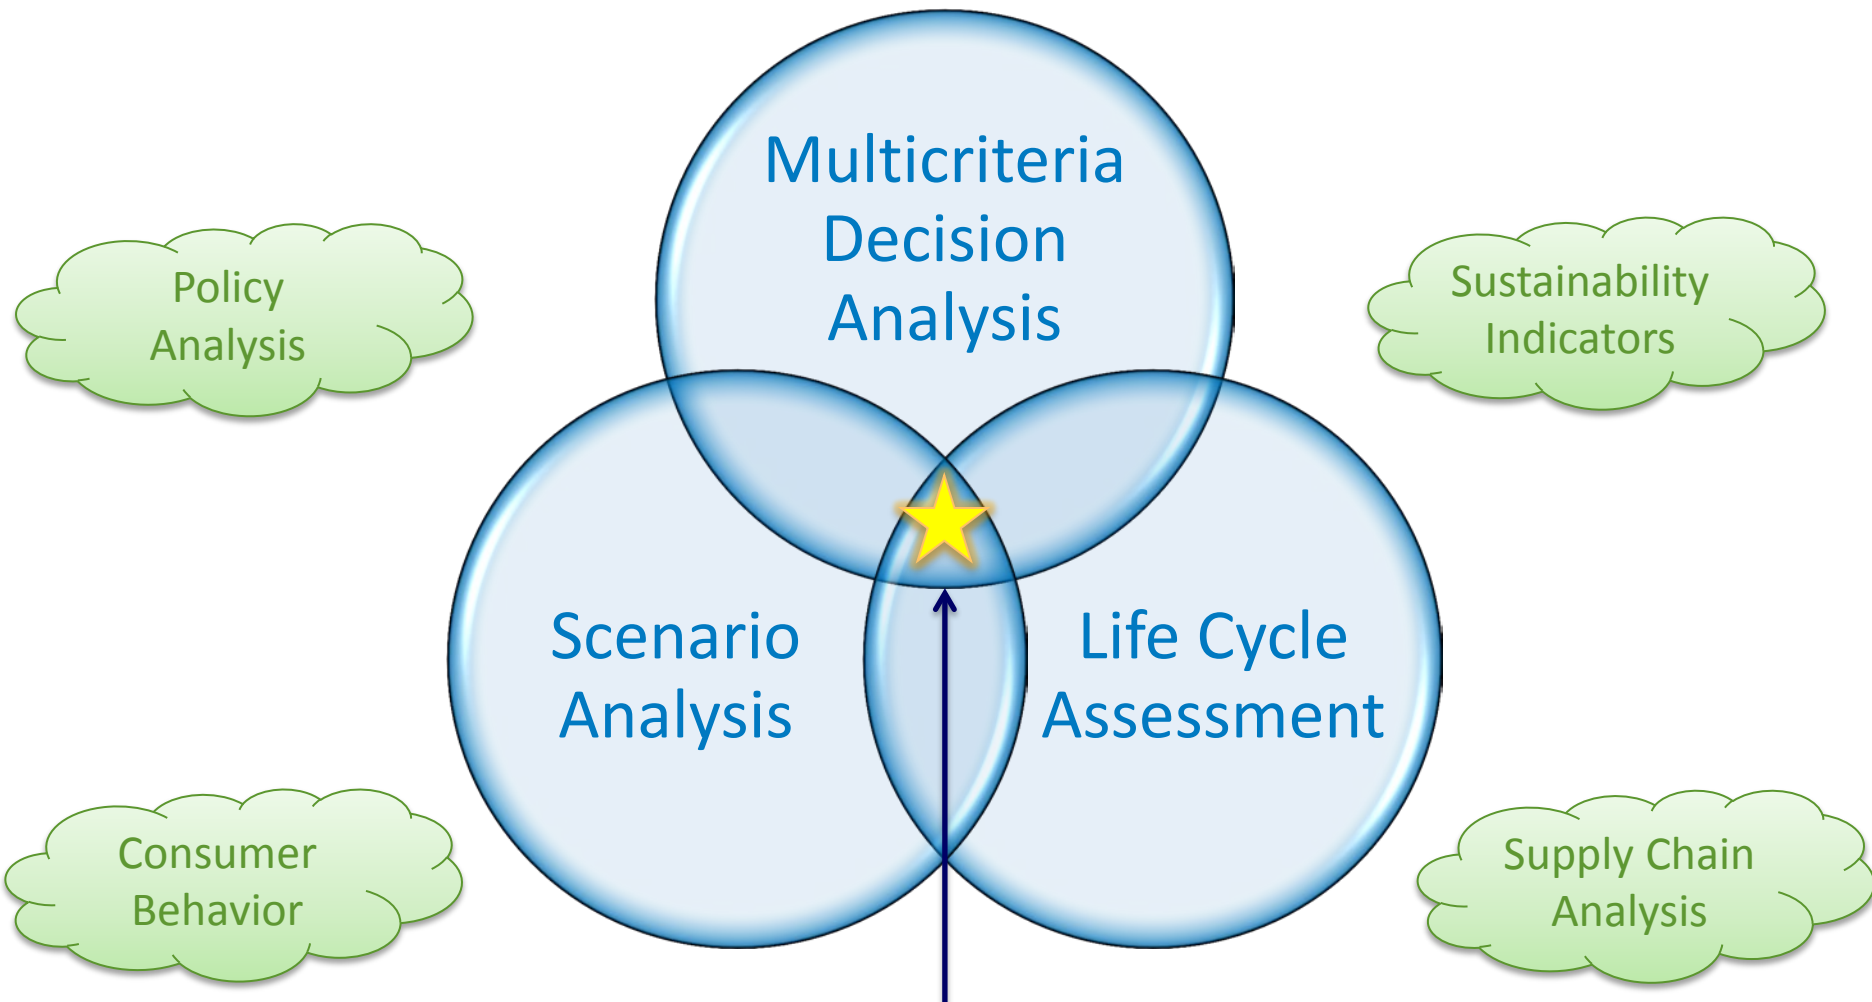 Multicriteria
Decision
Analysis
Policy
Analysis
Sustainability
Indicators
Scenario
Analysis
Life Cycle
Assessment
Consumer
Behavior
Supply Chain
Analysis